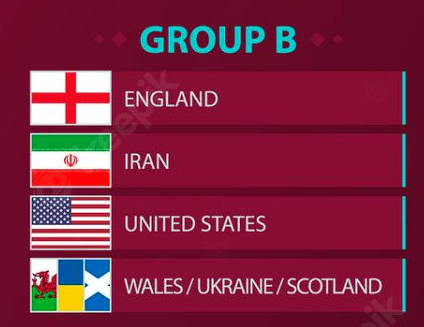 GROUP B
ENGLAND
IRAN
UNITED STATES
WALES / UKRAINE / SCOTLAND